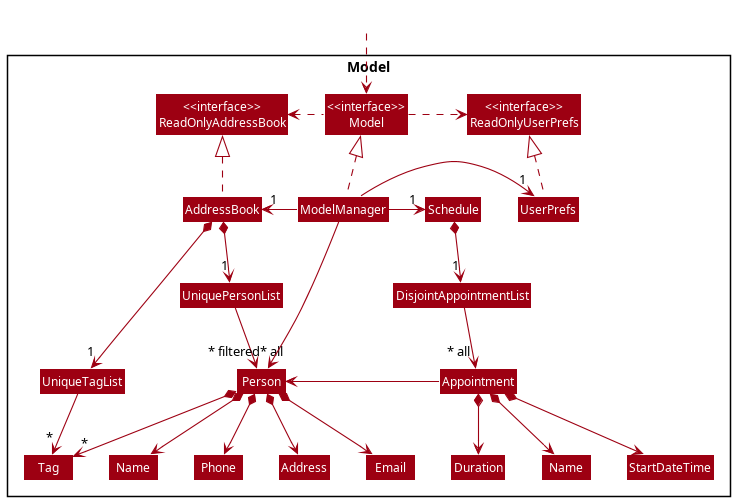 Model
<<interface>>
ReadOnlyAddressBook
<<interface>>
Model
<<interface>>
ReadOnlyUserPrefs
1
AddressBook
1
ModelManager
1
Schedule
UserPrefs
1
1
UniquePersonList
DisjointAppointmentList
1
* filtered
* all
* all
UniqueTagList
Person
Appointment
*
*
Tag
Name
Phone
Address
Email
Duration
Name
StartDateTime